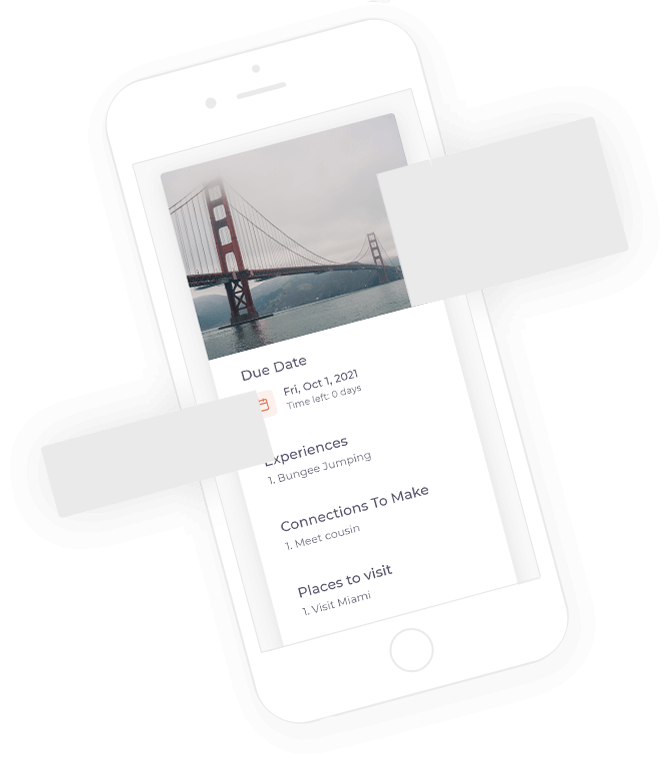 Due Date
Fri, Oct 1, 2021
Time left: 0 days
Experiences
1. Bungee Jumping
Connections To Make
1. Meet cousin
Places to visit
1. Visit Miami